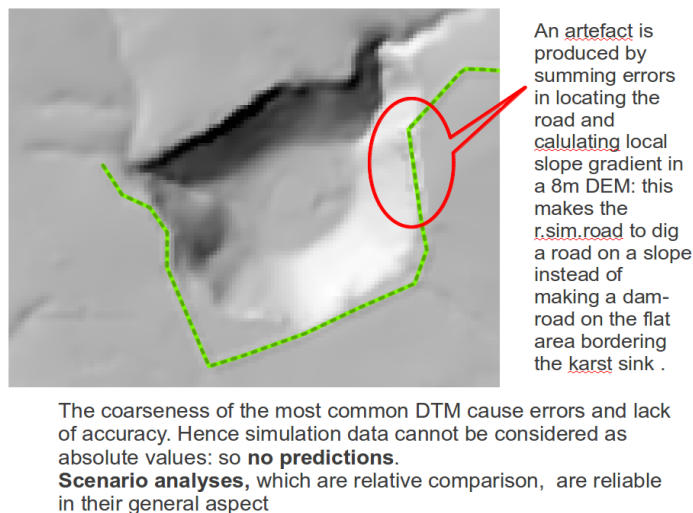 An artefact is
produced by
summing errors
in locating the
road and
calulating local
slope gradient in
a 8m DEM: this
makes the
r.sim.road to dig
a road on a slope
instead of
making a dam-
road on the flat
area bordering
the karst sink .
The coarseness of the most common DTM cause errors and lack
of accuracy. Hence simulation data cannot be considered as
absolute values: so no predictions.
Scenario analyses, which are relative comparison,  are reliable
in their general aspect